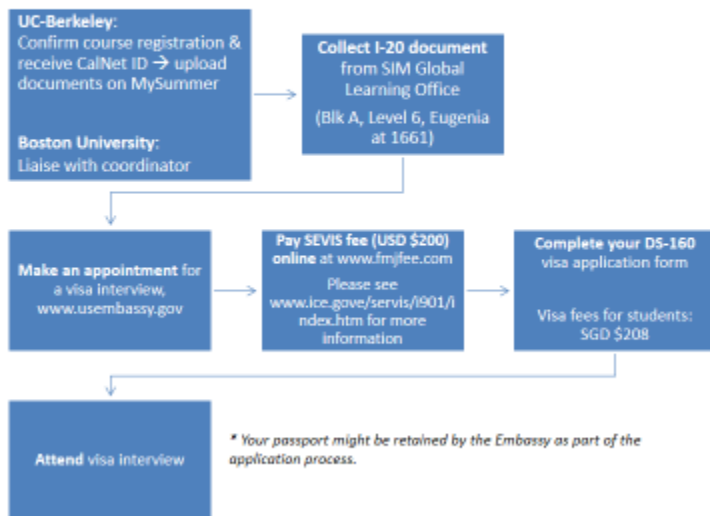 UC-Berkeley:
Confirm course registration &
receive CalNet ID → upload
documents on MySummer
Boston University:
Liaise with coordinator
Collect I-20 document
from SIM Global
Learning Office
(Blk A, Level 6, Eugenia
at 1661)
Make an appointment for
a visa interview,
www.usembassy.gov
Pay SEVIS fee (USD $200)
online at www.fmjfee.com
Please see
www.ice.gove/servis/i901/i
ndex.htm for more
information
Complete your DS-160
visa application form
Visa fees for students:
SGD $208
Attend visa interview
* Your passport might be retained by the Embassy as part of the
application process.